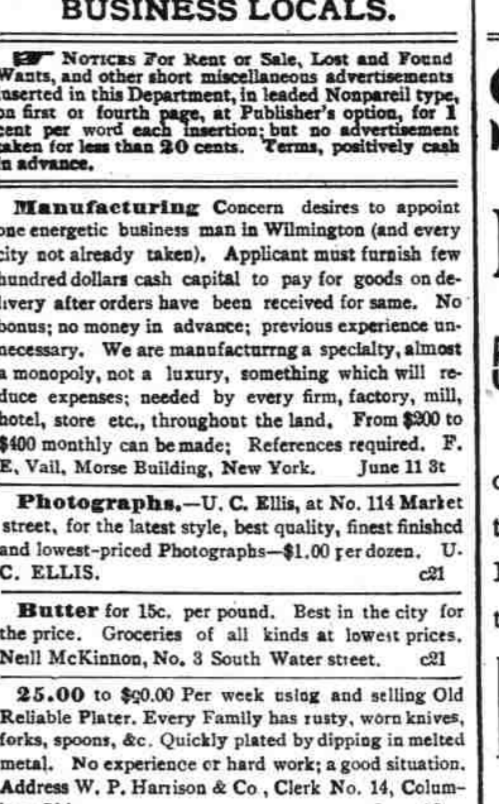 BUSINESS LOCALS.
☞ NOTICES For Rent or Sale, Lost and Found
Wants, and other short miscellaneous advertisements
inserted in this Department, in leaded Nonpareil type,
on first or fourth page, at Publisher's option, for 1
cent per word each insertion; but no advertisement
taken for less than 20 cents. Terms, positively cash
in advance.
Manufacturing Concern desires to appoint
one energetic business man in Wilmington (and every
city not already taken). Applicant must furnish few
hundred dollars cash capital to pay for goods on de-
livery after orders have been received for same. No
bonus; no money in advance; previous experience un-
necessary. We are manufacturrng a specialty, almost
a monopoly, not a luxury, something which will re-
duce expenses; needed by every firm, factory, mill,
hotel, store etc., throughout the land. From $200 to
$400 monthly can be made; References required. F.
E, Vail, Morse Building, New York. June 11 3t
Photographs.—U. C. Ellis, at No. 114 Market
street, for the latest style, best quality, finest finished
and lowest-priced Photographs—$1.00 per dozen. U.
C. ELLIS. c21
Butter for 15c. per pound. Best in the city for
the price. Groceries of all kinds at lowest prices.
Neill McKinnon, No. 3 South Water street. c21
25.00 to $50.00 Per week using and selling Old
Reliable Plater. Every Family has rusty, worn knives,
forks, spoons, &c. Quickly plated by dipping in melted
metal. No experience or hard work; a good situation.
Address W. P. Harrison & Co, Clerk No. 14, Colum-